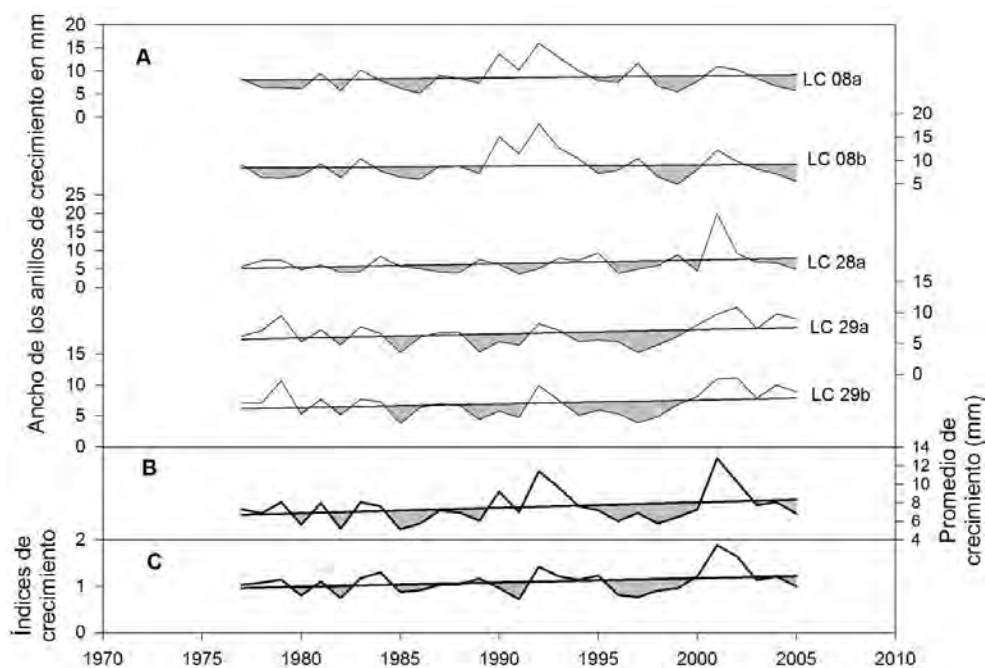 Ancho de los anillos de crecimiento en mm
A
20
15
10
5
0
LC 08a
20
15
10
5
LC 08b
25
20
15
10
5
0
LC 28a
15
10
5
0
LC 29a
15
10
5
0
LC 29b
B
14
12
10
8
6
4
Promedio de
crecimiento (mm)
C
Índices de
crecimiento
2
1
0
1970 1975 1980 1985 1990 1995 2000 2005 2010